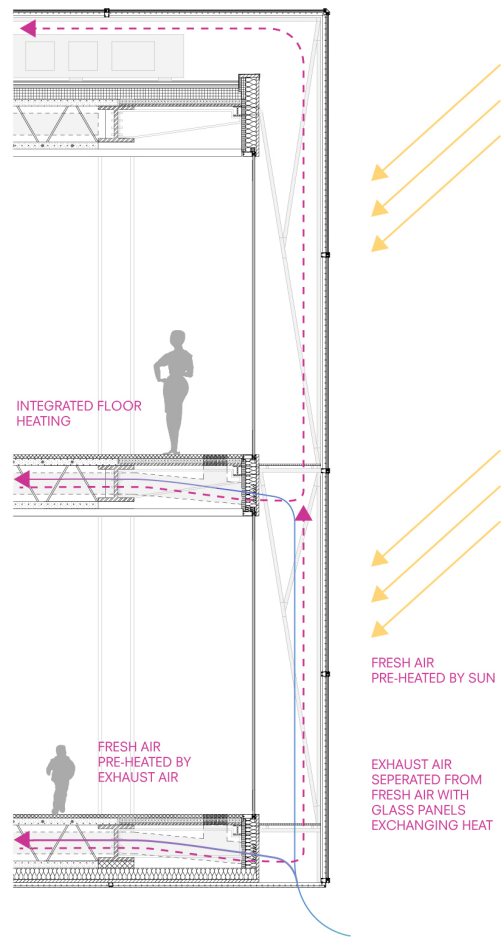 INTEGRATED FLOOR
HEATING
FRESH AIR
PRE-HEATED BY SUN
FRESH AIR
PRE-HEATED BY
EXHAUST AIR
EXHAUST AIR
SEPERATED FROM
FRESH AIR WITH
GLASS PANELS
EXCHANGING HEAT